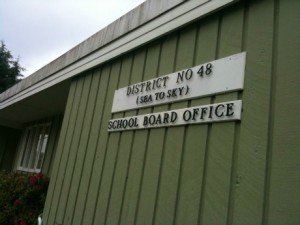 DISTRICT NO 48
(SEA TO SKY)
SCHOOL BOARD OFFICE